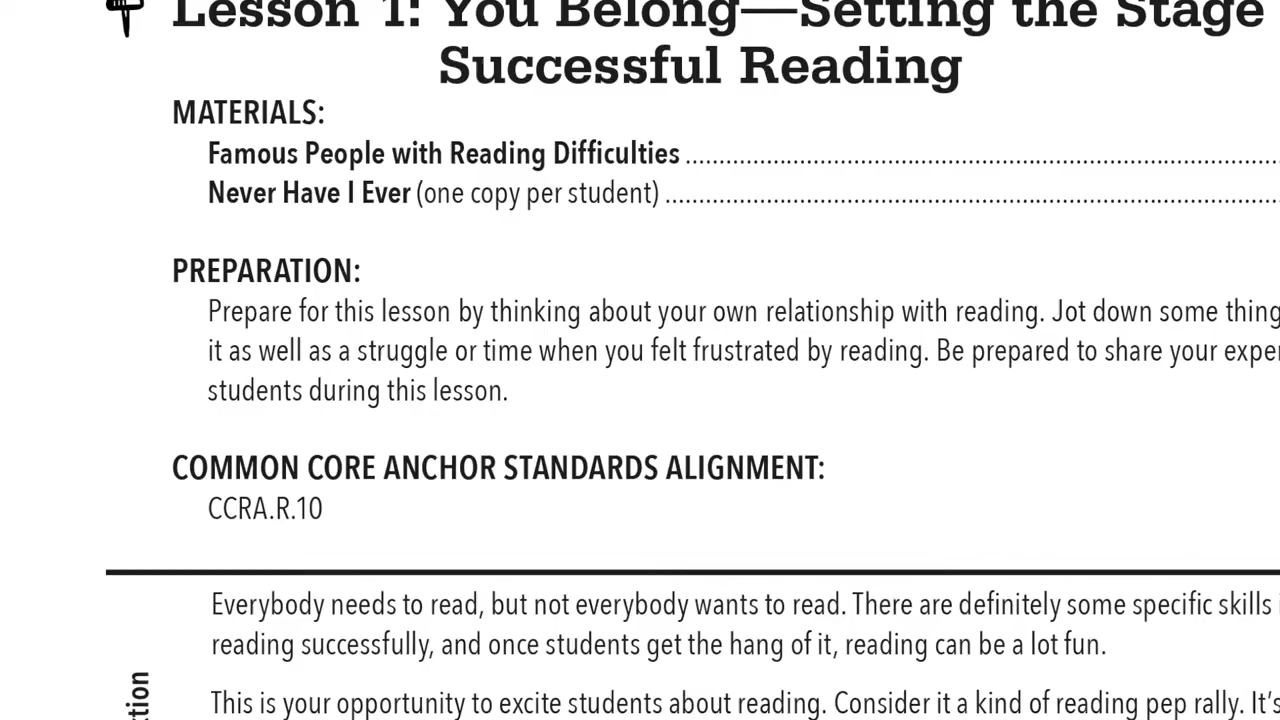 Lesson 1: You Belong—Setting the Stage
Successful Reading
MATERIALS:
Famous People with Reading Difficulties
Never Have I Ever (one copy per student)
PREPARATION:
Prepare for this lesson by thinking about your own relationship with reading. Jot down some thing
it as well as a struggle or time when you felt frustrated by reading. Be prepared to share your exper
students during this lesson.
COMMON CORE ANCHOR STANDARDS ALIGNMENT:
CCRA.R.10
Everybody needs to read, but not everybody wants to read. There are definitely some specific skills
reading successfully, and once students get the hang of it, reading can be a lot fun.
This is your opportunity to excite students about reading. Consider it a kind of reading pep rally. It's
ction